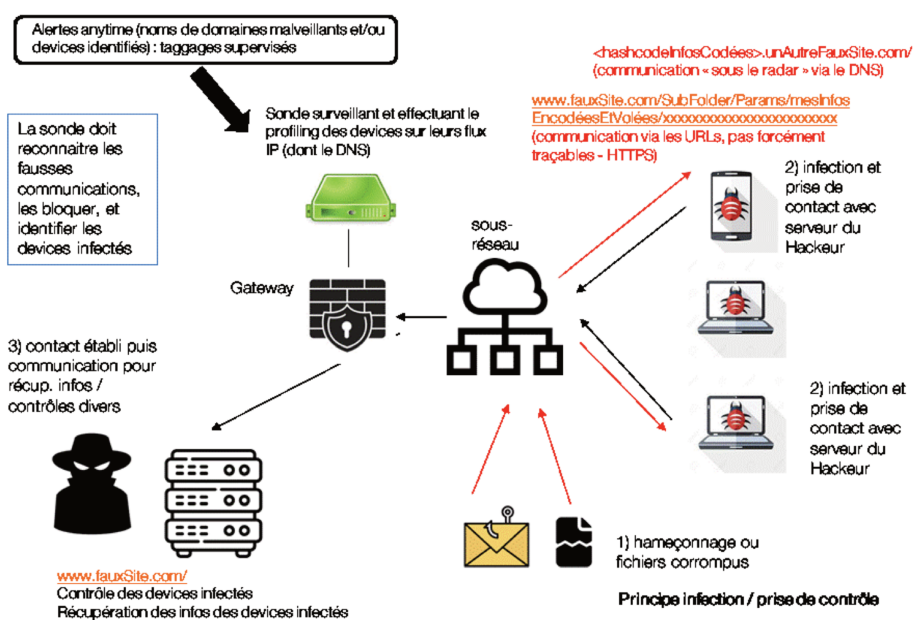 Alertes anytime (noms de domaines malveillants et/ou
devices identifiés) : taggages supervisés
<hashcodeInfosCodées>.unAutreFauxSite.com/
(communication « sous le radar » via le DNS)
www.fauxSite.com/SubFolder/Params/mesInfos
EncodéesEtVolées/xxxxxxxxxxxxxxxxxxxxxxxxx
(communication via les URLs, pas forcément
traçables - HTTPS)
Sonde surveillant et effectuant le
profiling des devices sur leurs flux
IP (dont le DNS)
La sonde doit
reconnaitre les
fausses
communications,
les bloquer, et
identifier les
devices infectés
2) infection et
prise de
contact avec
serveur du
Hackeur
sous-
réseau
Gateway
3) contact établi puis
communication pour
récup. infos /
contrôles divers
2) infection et
prise de
contact avec
serveur du
Hackeur
1) hameçonnage ou
fichiers corrompus
www.fauxSite.com/
Contrôle des devices infectés
Récupération des infos des devices infectés
Principe infection / prise de contrôle